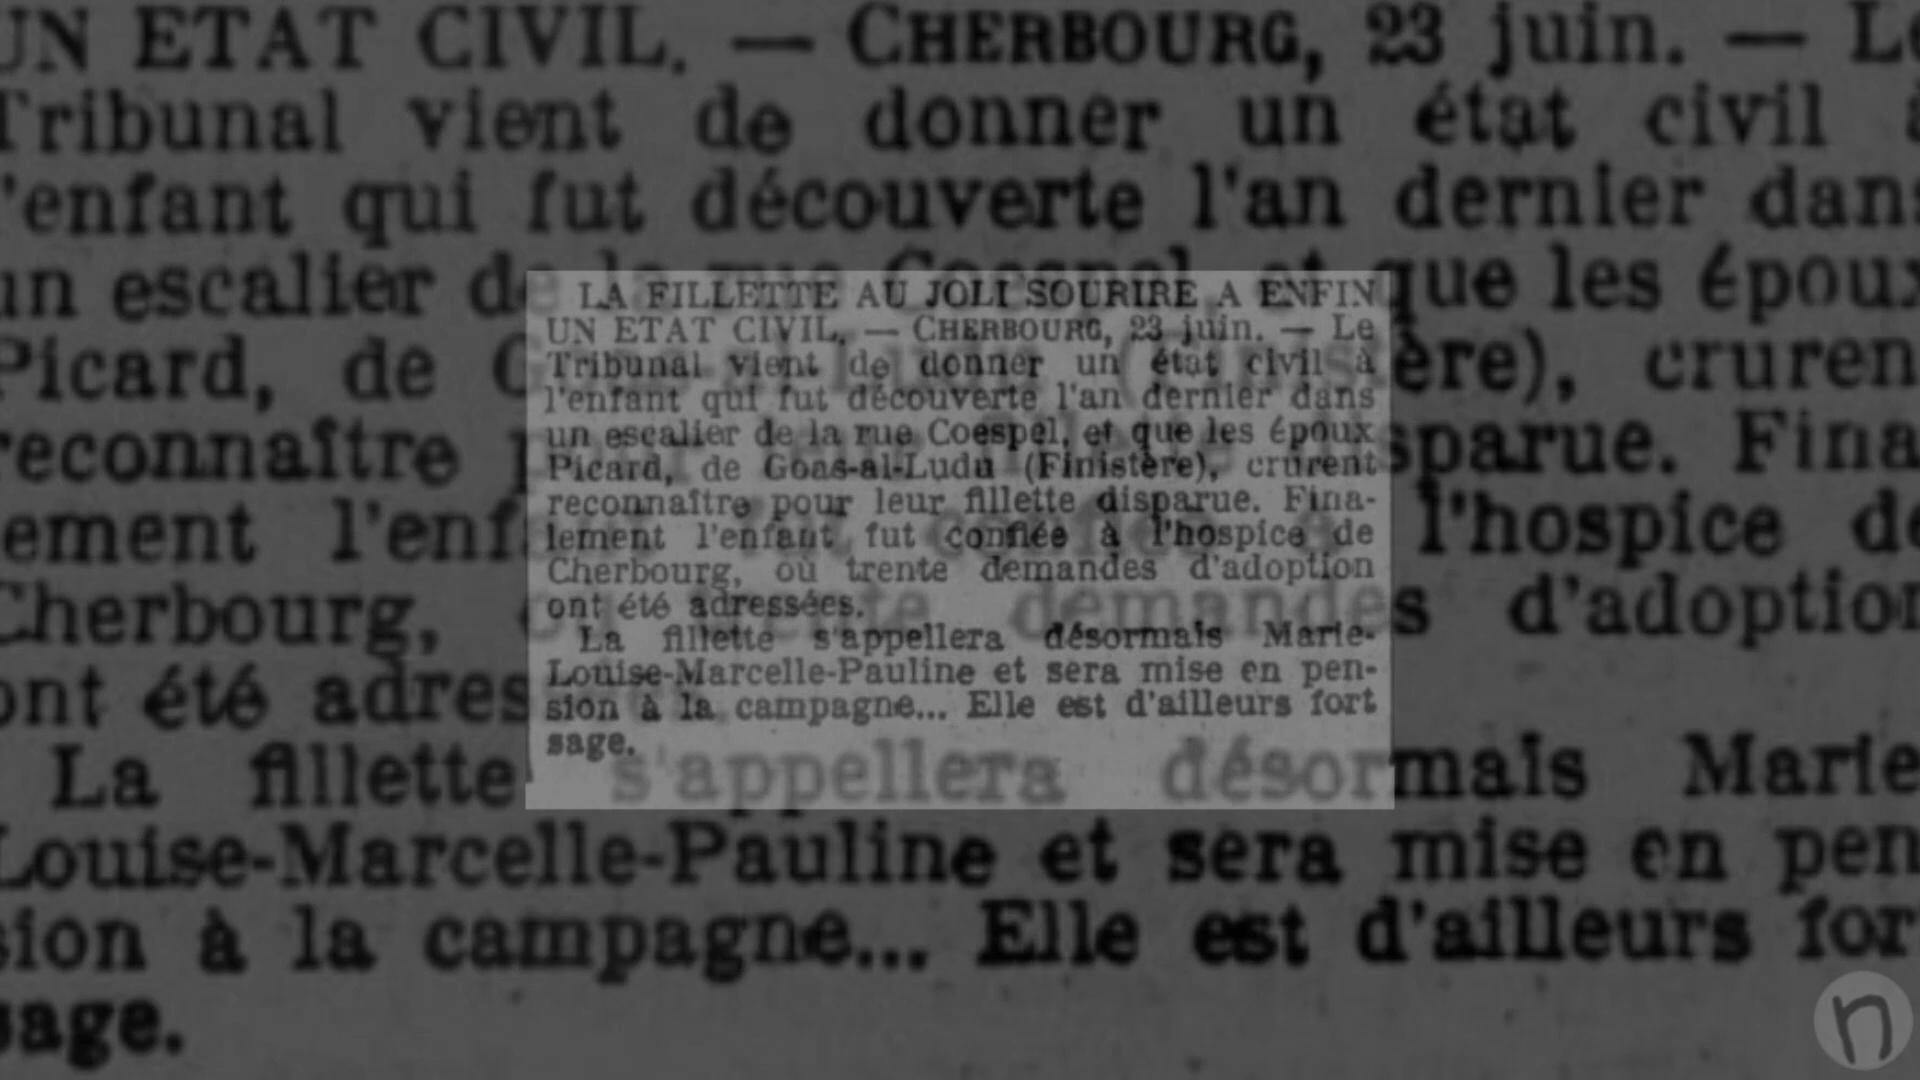 LA FILLETTE AU JOLI SOURIRE A ENFIN
UN ETAT CIVIL. — CHERBOURG, 23 juin. — Le
Tribunal vient de donner un état civil à
l'enfant qui fut découverte l'an dernier dans
un escalier de la rue Coespel, et que les époux
Picard, de Goas-al-Ludu (Finistère), crurent
reconnaître pour leur fillette disparue. Fina-
lement l'enfant fut confiée à l'hospice de
Cherbourg, où trente demandes d'adoption
ont été adressées.
La fillette s'appellera désormais Marie-
Louise-Marcelle-Pauline et sera mise en pen-
sion à la campagne... Elle est d'ailleurs fort
sage.
n